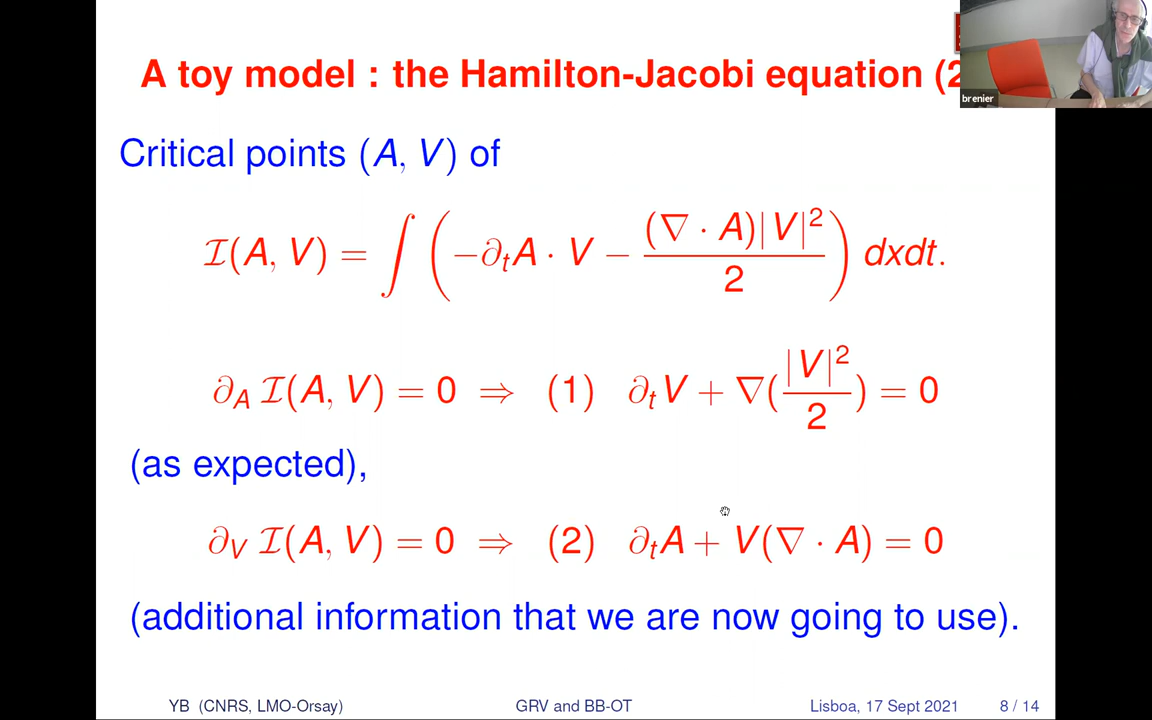 A toy model : the Hamilton-Jacobi equation (2
brenier
Critical points (A, V) of
ℐ(A, V) = ∫ ( −∂ₜA · V − (∇ · A)|V|² / 2 ) dxdt.
∂_A ℐ(A, V) = 0 ⇒ (1) ∂ₜV + ∇(|V|² / 2) = 0
(as expected),
∂_V ℐ(A, V) = 0 ⇒ (2) ∂ₜA + V(∇ · A) = 0
(additional information that we are now going to use).
YB (CNRS, LMO-Orsay) GRV and BB-OT Lisboa, 17 Sept 2021 8 / 14